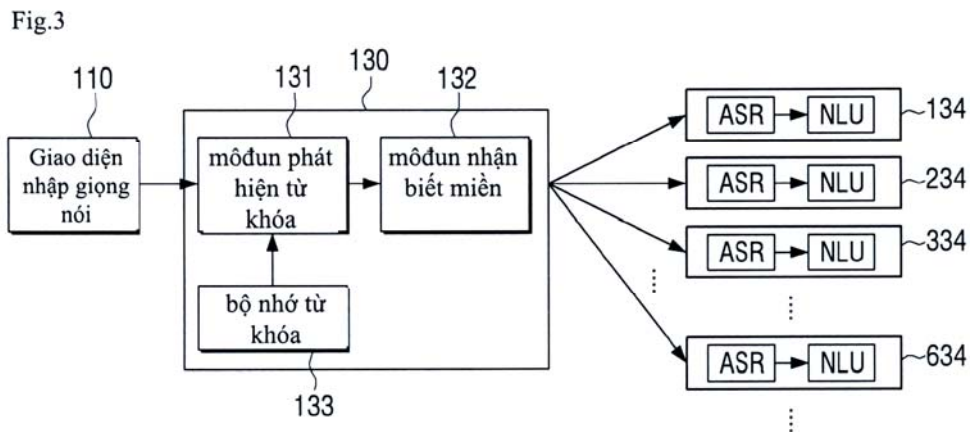 Fig.3
110
131
130
132
Giao diện
nhập giọng
nói
môđun phát
hiện từ
khóa
môđun nhận
biết miền
bộ nhớ từ
khóa
133
ASR NLU 134
ASR NLU 234
ASR NLU 334
ASR NLU 634